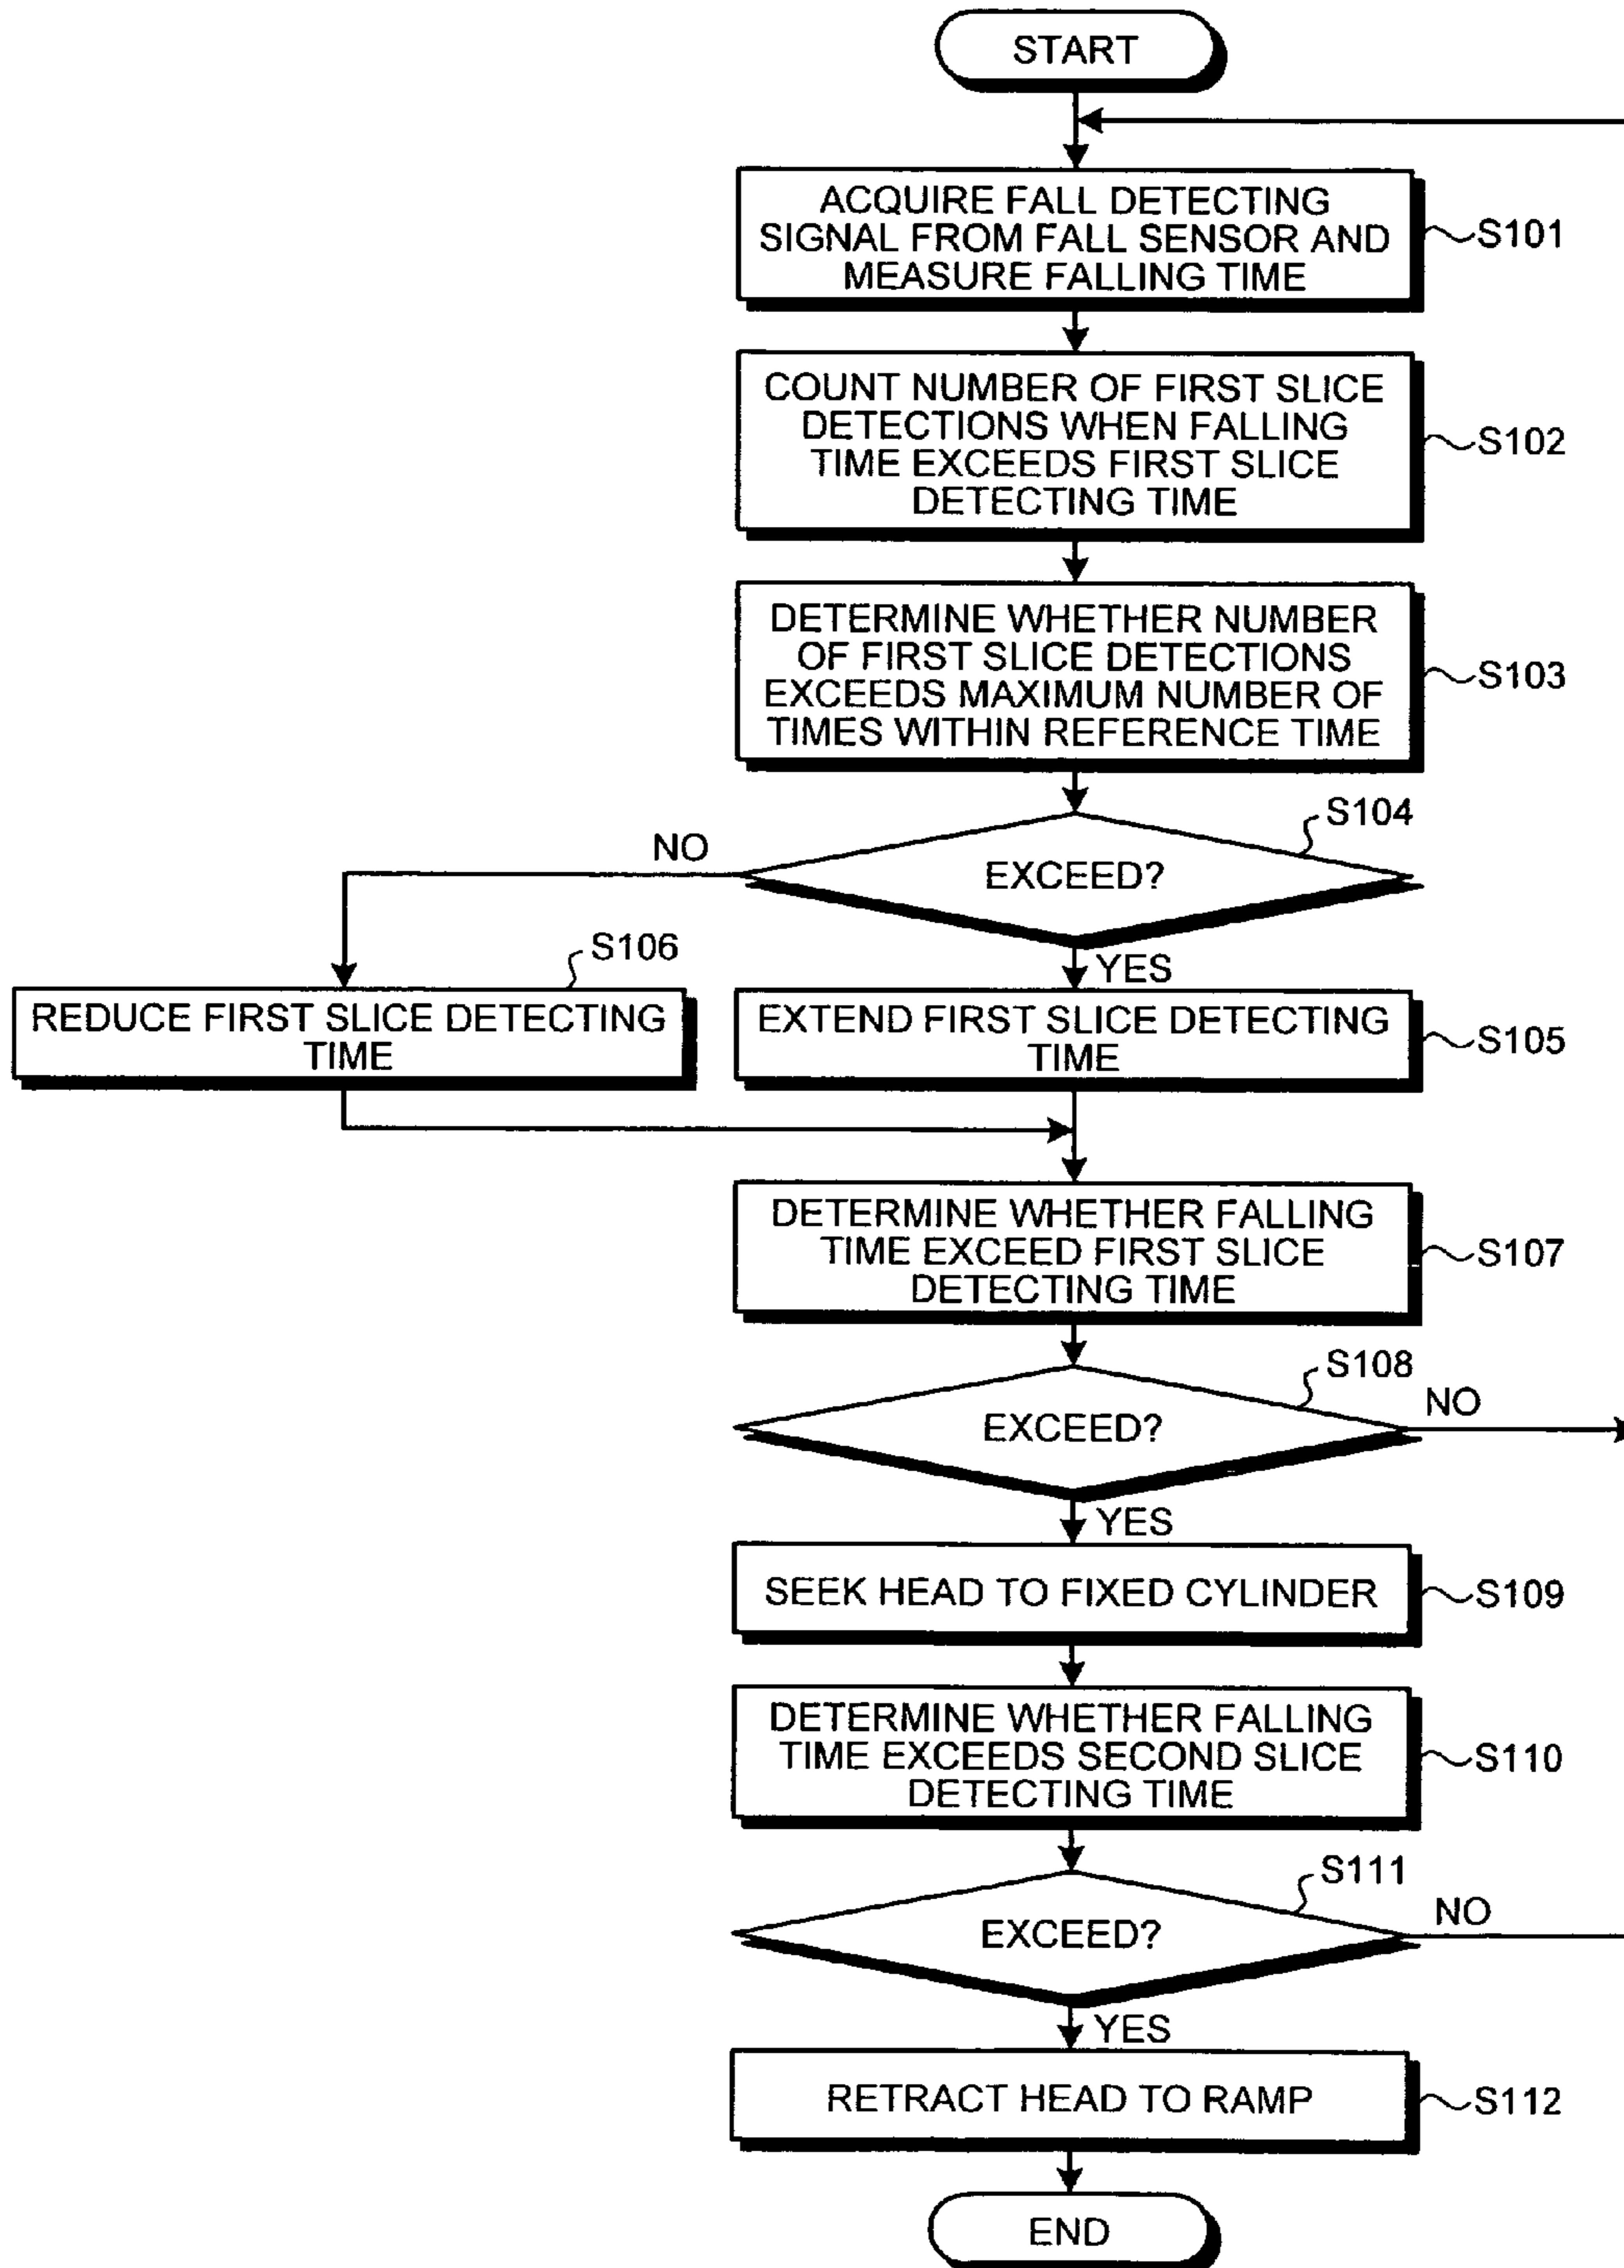 START
ACQUIRE FALL DETECTING
SIGNAL FROM FALL SENSOR AND
MEASURE FALLING TIME
S101
COUNT NUMBER OF FIRST SLICE
DETECTIONS WHEN FALLING
TIME EXCEEDS FIRST SLICE
DETECTING TIME
S102
DETERMINE WHETHER NUMBER
OF FIRST SLICE DETECTIONS
EXCEEDS MAXIMUM NUMBER OF
TIMES WITHIN REFERENCE TIME
S103
S104
NO
EXCEED?
YES
S106
REDUCE FIRST SLICE DETECTING
TIME
EXTEND FIRST SLICE DETECTING
TIME
S105
DETERMINE WHETHER FALLING
TIME EXCEED FIRST SLICE
DETECTING TIME
S107
S108
EXCEED?
NO
YES
SEEK HEAD TO FIXED CYLINDER
S109
DETERMINE WHETHER FALLING
TIME EXCEEDS SECOND SLICE
DETECTING TIME
S110
S111
EXCEED?
NO
YES
RETRACT HEAD TO RAMP
S112
END